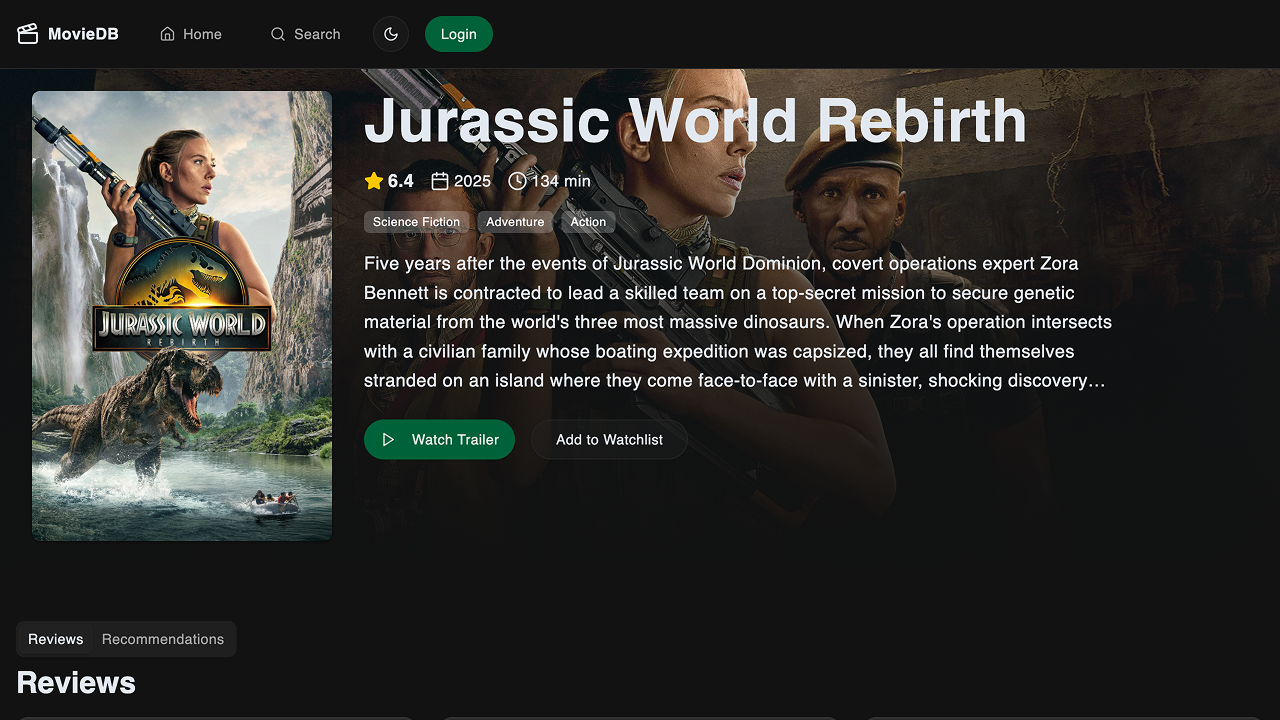 MovieDB
Home
Search
Login
Jurassic World Rebirth
6.4
2025
134 min
Science Fiction
Adventure
Action
Five years after the events of Jurassic World Dominion, covert operations expert Zora
Bennett is contracted to lead a skilled team on a top-secret mission to secure genetic
material from the world's three most massive dinosaurs. When Zora's operation intersects
with a civilian family whose boating expedition was capsized, they all find themselves
stranded on an island where they come face-to-face with a sinister, shocking discovery…
Watch Trailer
Add to Watchlist
JURASSIC WORLD
REBIRTH
Reviews
Recommendations
Reviews